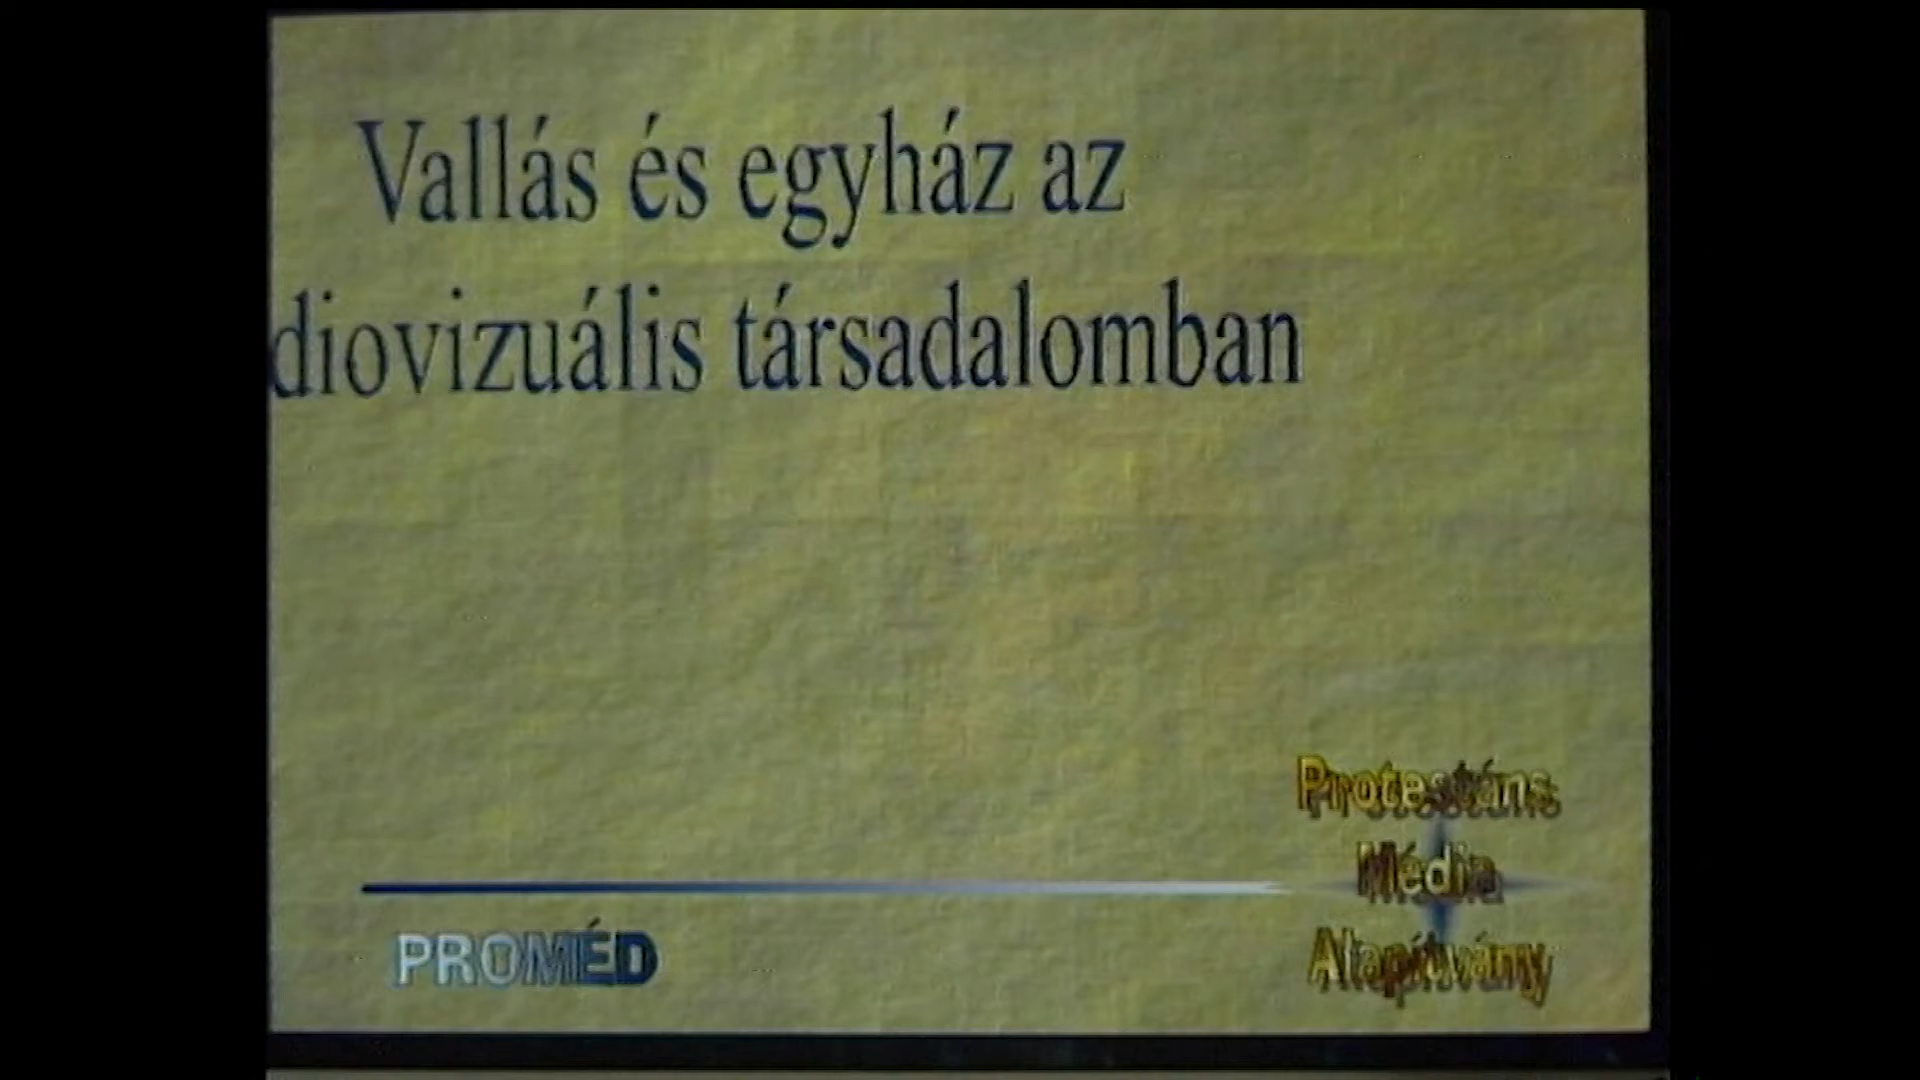 Vallás és egyház az
diovizuális társadalomban
Protestáns
Média
Alapítvány
PROMÉD